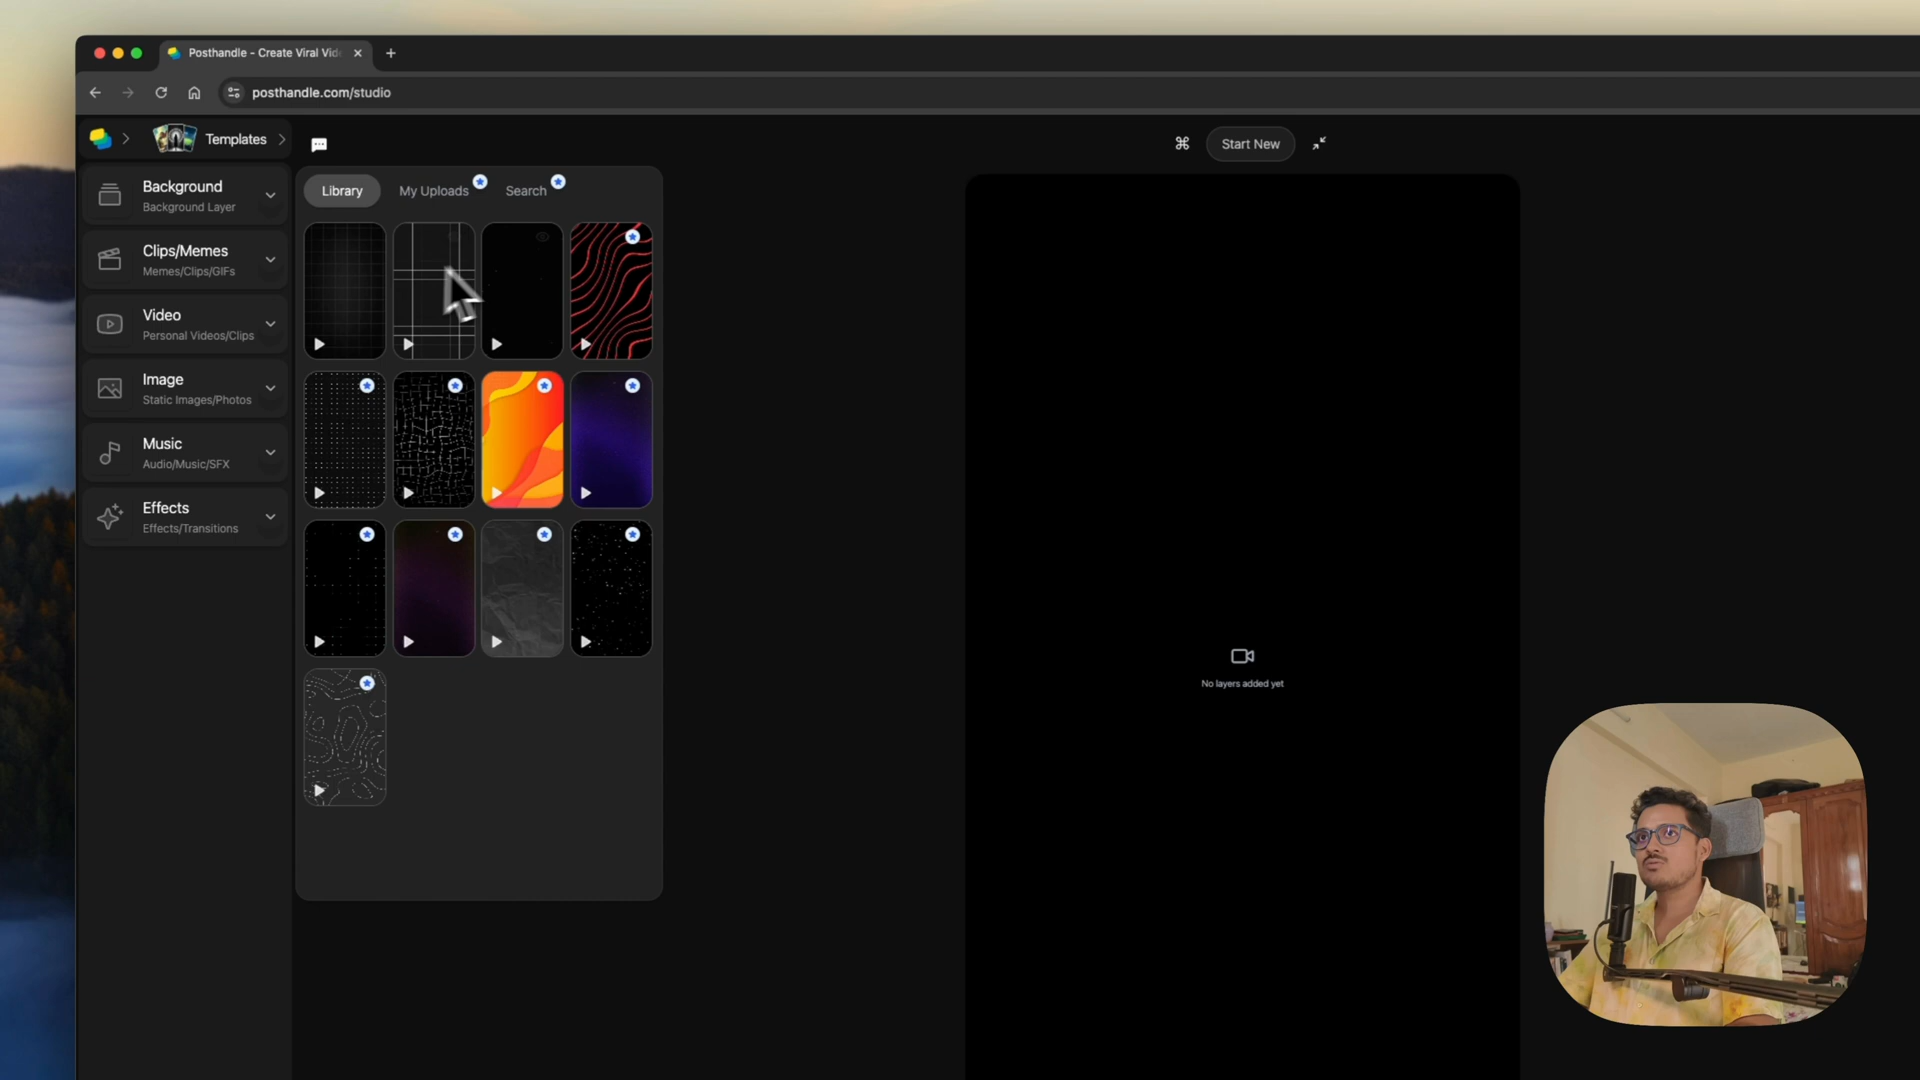 Posthandle - Create Viral Vid
posthandle.com/studio
Templates
Start New
Background
Background Layer
Clips/Memes
Memes/Clips/GIFs
Video
Personal Videos/Clips
Image
Static Images/Photos
Music
Audio/Music/SFX
Effects
Effects/Transitions
Library
My Uploads
Search
No layers added yet